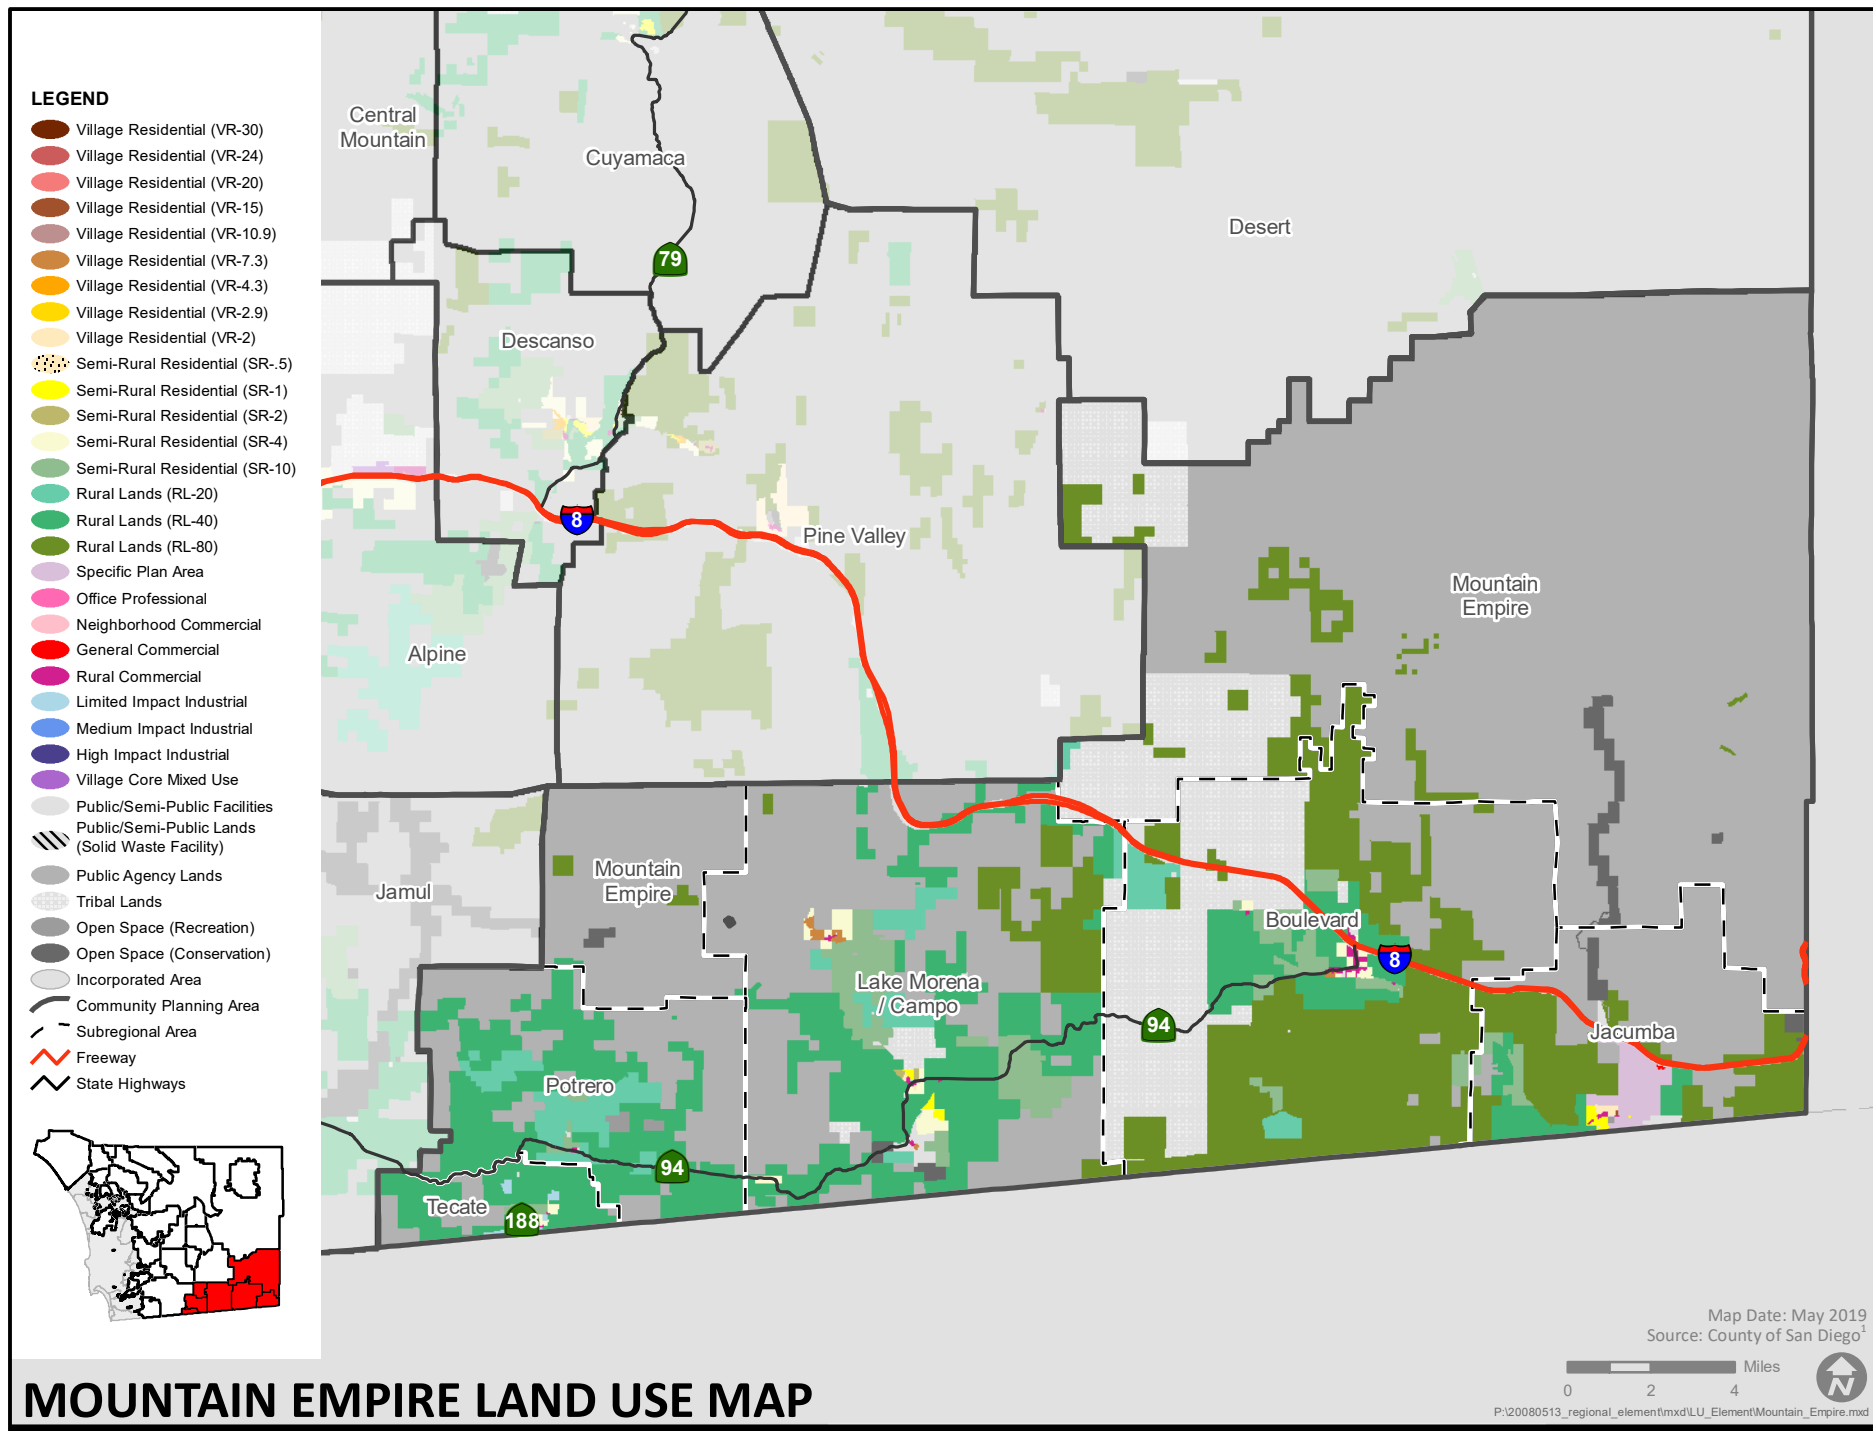 LEGEND
Village Residential (VR-30)
Village Residential (VR-24)
Village Residential (VR-20)
Village Residential (VR-15)
Village Residential (VR-10.9)
Village Residential (VR-7.3)
Village Residential (VR-4.3)
Village Residential (VR-2.9)
Village Residential (VR-2)
Semi-Rural Residential (SR-.5)
Semi-Rural Residential (SR-1)
Semi-Rural Residential (SR-2)
Semi-Rural Residential (SR-4)
Semi-Rural Residential (SR-10)
Rural Lands (RL-20)
Rural Lands (RL-40)
Rural Lands (RL-80)
Specific Plan Area
Office Professional
Neighborhood Commercial
General Commercial
Rural Commercial
Limited Impact Industrial
Medium Impact Industrial
High Impact Industrial
Village Core Mixed Use
Public/Semi-Public Facilities
Public/Semi-Public Lands
(Solid Waste Facility)
Public Agency Lands
Tribal Lands
Open Space (Recreation)
Open Space (Conservation)
Incorporated Area
Community Planning Area
Subregional Area
Freeway
State Highways
Central
Mountain
Cuyamaca
79
Desert
Descanso
8
Pine Valley
Mountain
Empire
Alpine
Mountain
Empire
Jamul
Boulevard
8
Lake Morena
/ Campo
94
Jacumba
Potrero
94
Tecate
188
Map Date: May 2019
Source: County of San Diego1
Miles
0 2 4
N
P:\20080513_regional_element\mxd\LU_Element\Mountain_Empire.mxd
MOUNTAIN EMPIRE LAND USE MAP